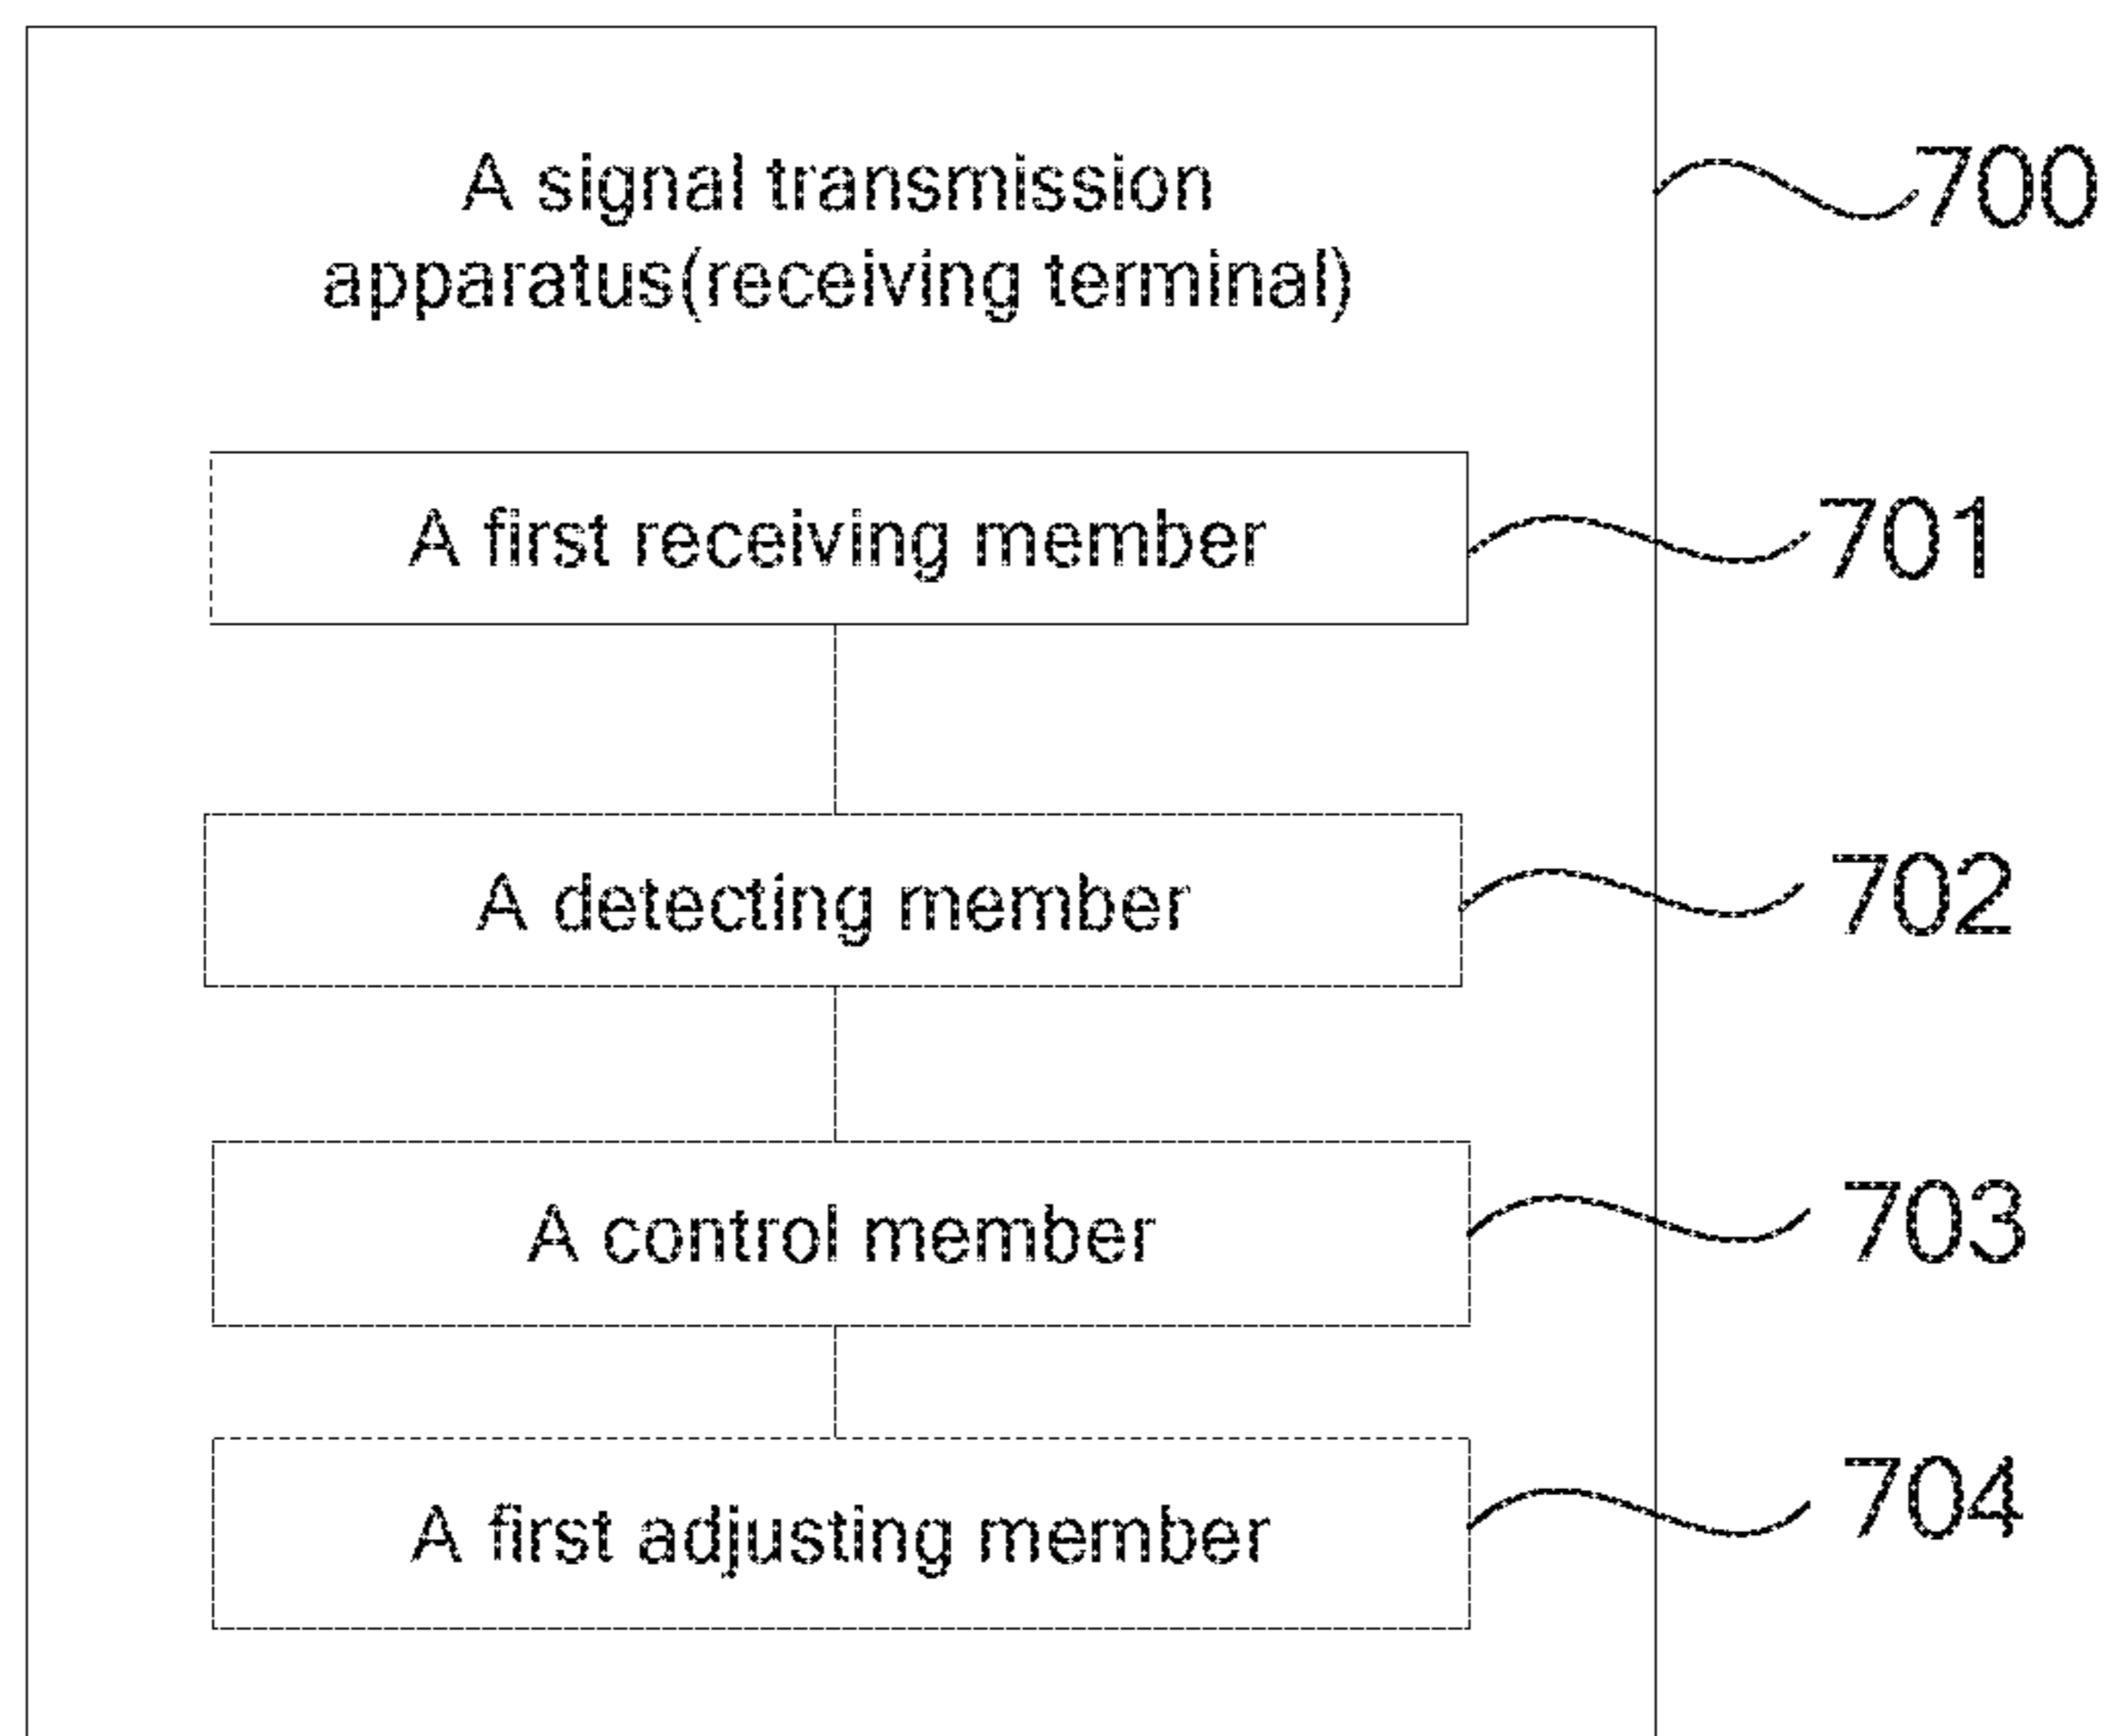 A signal transmission
700
apparatus(receiving terminal)
A first receiving member
701
A detecting member
702
A control member
703
A first adjusting member
704